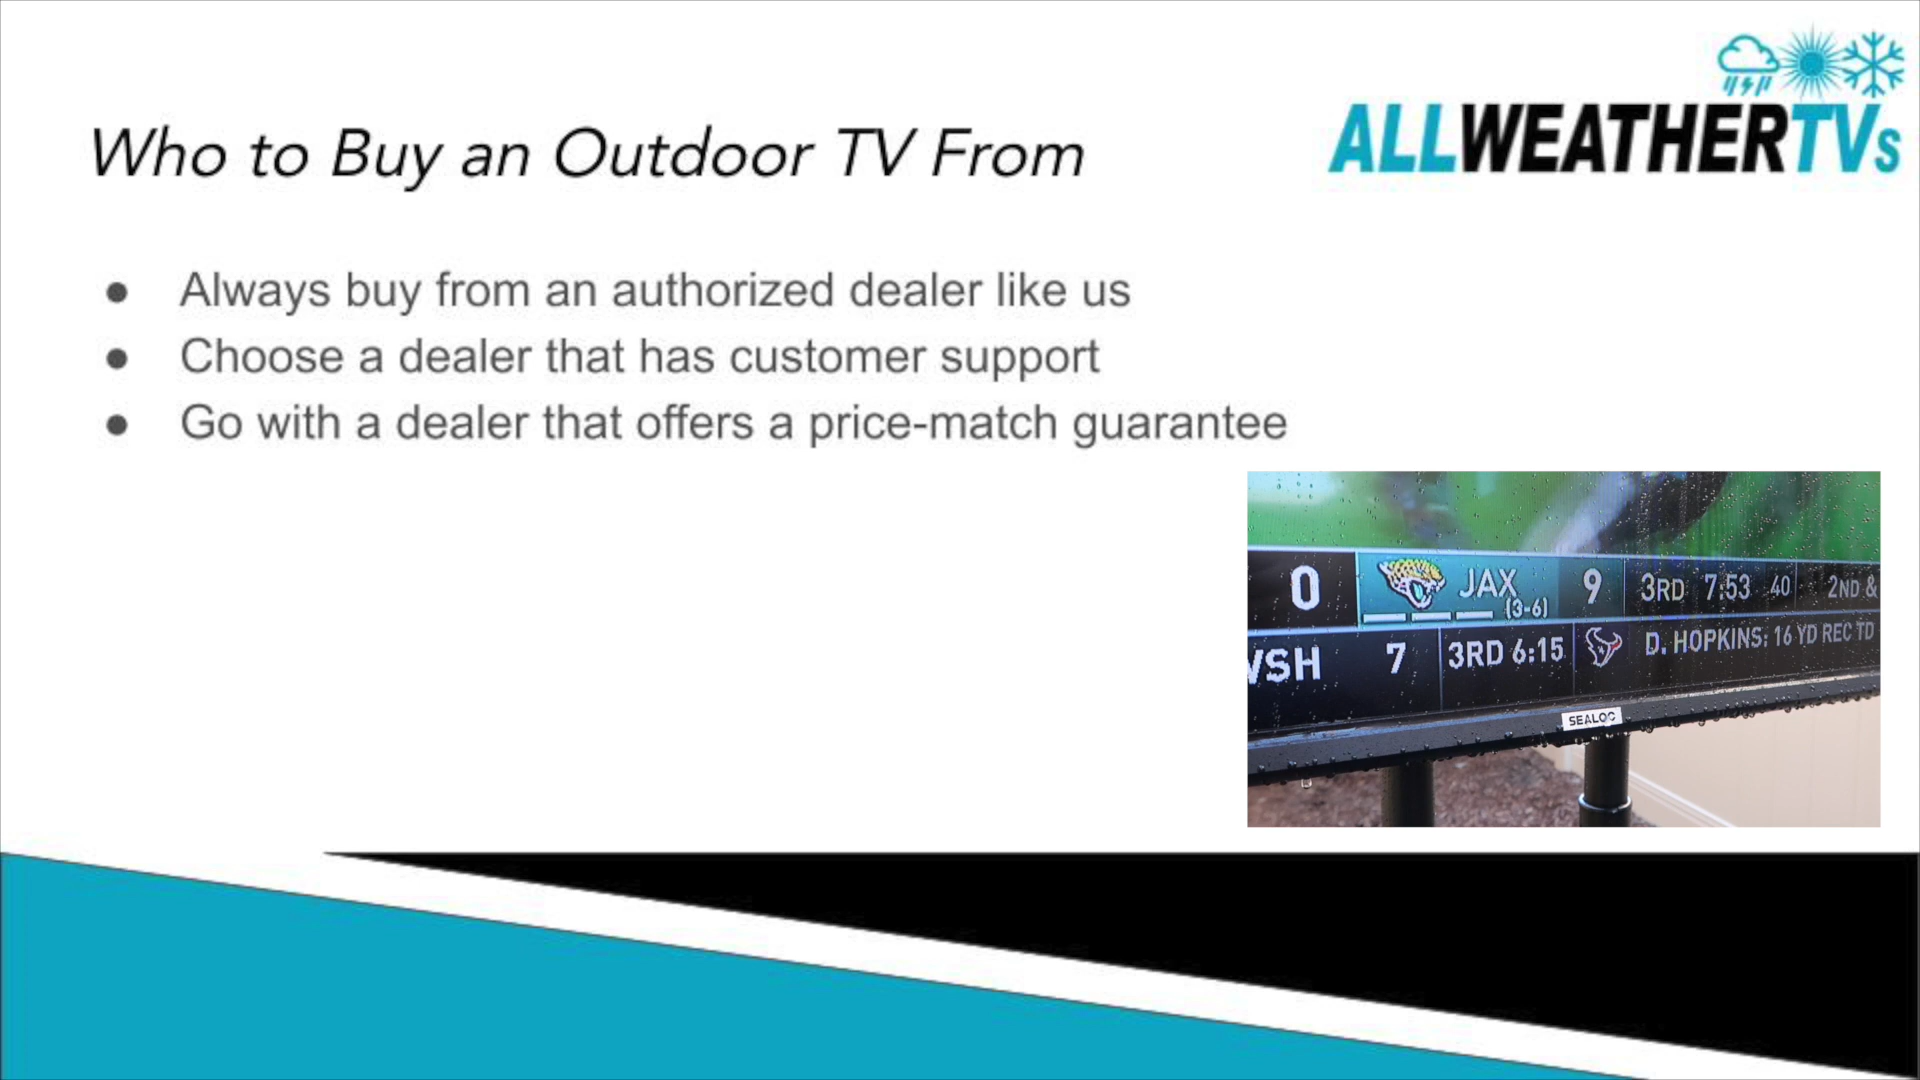 ALLWEATHERTVs
Who to Buy an Outdoor TV From
● Always buy from an authorized dealer like us
● Choose a dealer that has customer support
● Go with a dealer that offers a price-match guarantee
0 JAX (3-6) 9 3RD 7:53 40 2ND &
WSH 7 3RD 6:15 D. HOPKINS: 16 YD REC TD
SEALOC